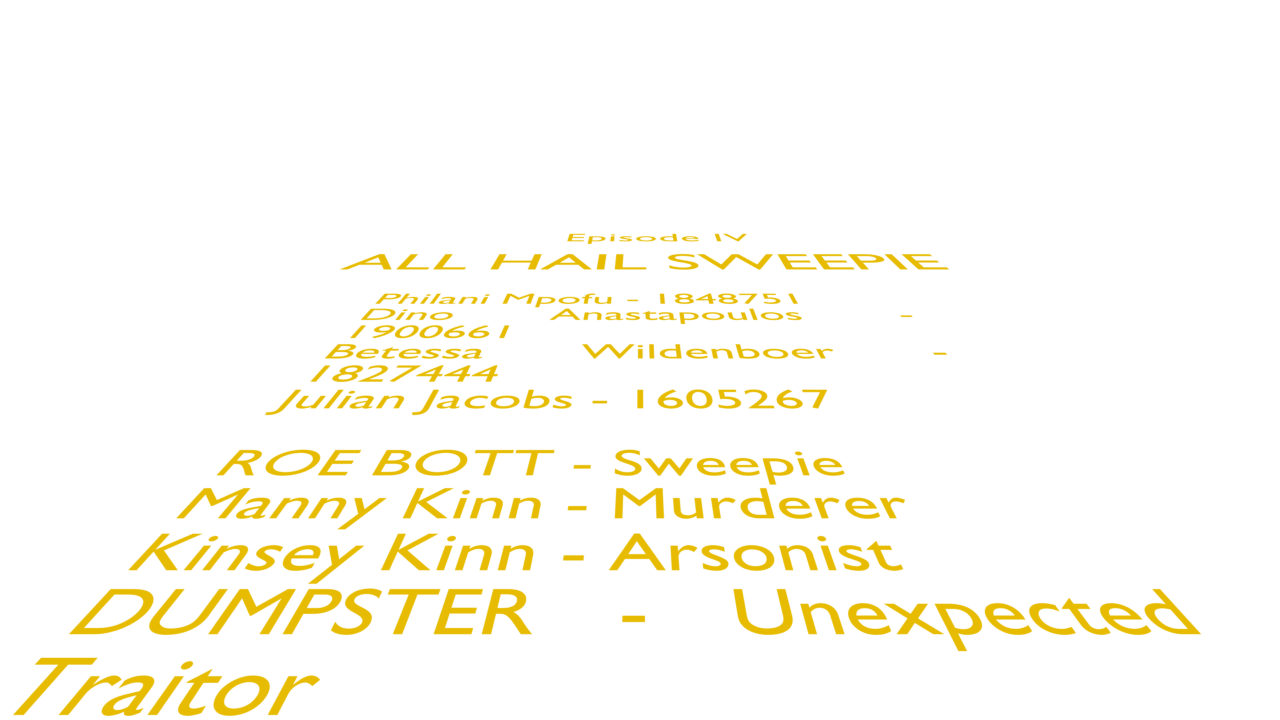 Episode IV
ALL HAIL SWEEPIE
Philani Mpofu - 1848751
Dino Anastapoulos -
1900661
Betessa Wildenboer -
1827444
Julian Jacobs - 1605267
ROE BOTT - Sweepie
Manny Kinn - Murderer
Kinsey Kinn - Arsonist
DUMPSTER - Unexpected
Traitor